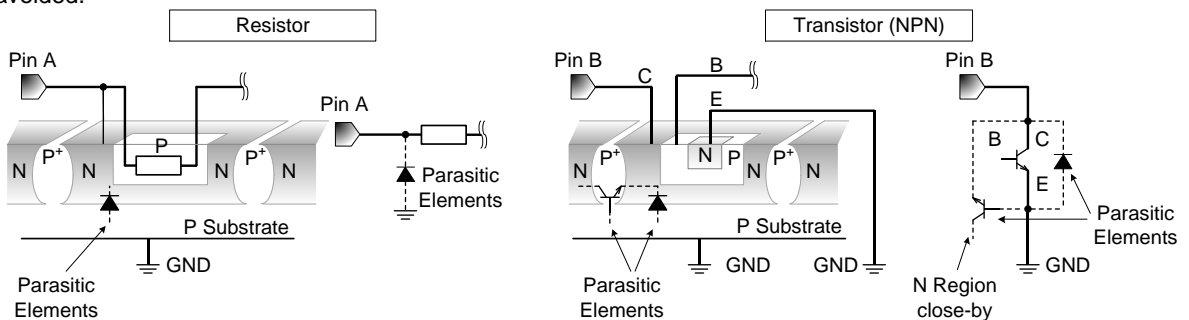 avoided.
Resistor
Transistor (NPN)
Pin A
Pin A
P
N
P+
N
N
P+
N
Parasitic
Elements
P Substrate
GND
Parasitic
Elements
Pin B
C
B
E
N
P+
N
N
P
P+
N
P Substrate
GND
GND
Parasitic
Elements
Pin B
B
C
E
Parasitic
Elements
GND
N Region
close-by